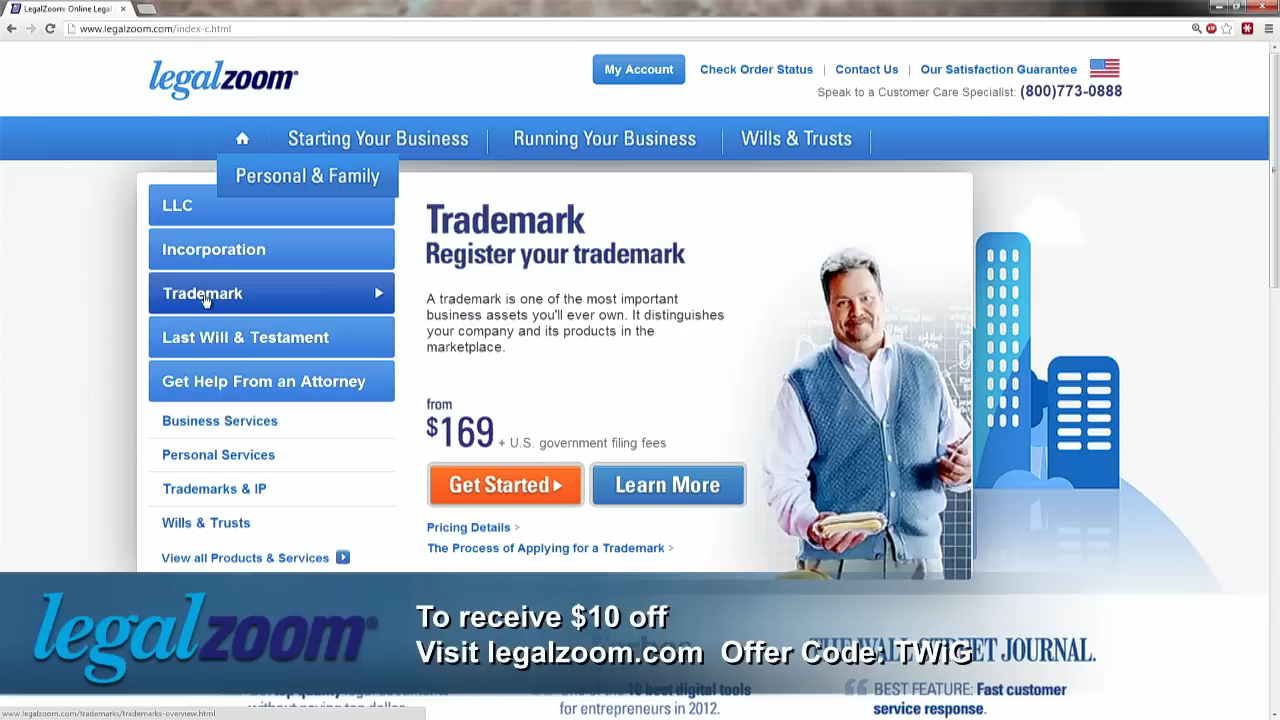 LegalZoom: Online Legal
www.legalzoom.com/index-c.html
legalzoom
My Account
Check Order Status
Contact Us
Our Satisfaction Guarantee
Speak to a Customer Care Specialist: (800)773-0888
Starting Your Business
Running Your Business
Wills & Trusts
Personal & Family
LLC
Incorporation
Trademark
Last Will & Testament
Get Help From an Attorney
Business Services
Personal Services
Trademarks & IP
Wills & Trusts
View all Products & Services
Trademark
Register your trademark
A trademark is one of the most important
business assets you'll ever own. It distinguishes
your company and its products in the
marketplace.
from
$169 + U.S. government filing fees
Get Started
Learn More
Pricing Details >
The Process of Applying for a Trademark >
legalzoom
To receive $10 off
Visit legalzoom.com Offer Code: TWiG
THE WALL STREET JOURNAL.
One of the 10 best digital tools
for entrepreneurs in 2012.
BEST FEATURE: Fast customer
service response.
www.legalzoom.com/trademarks/trademarks-overview.html